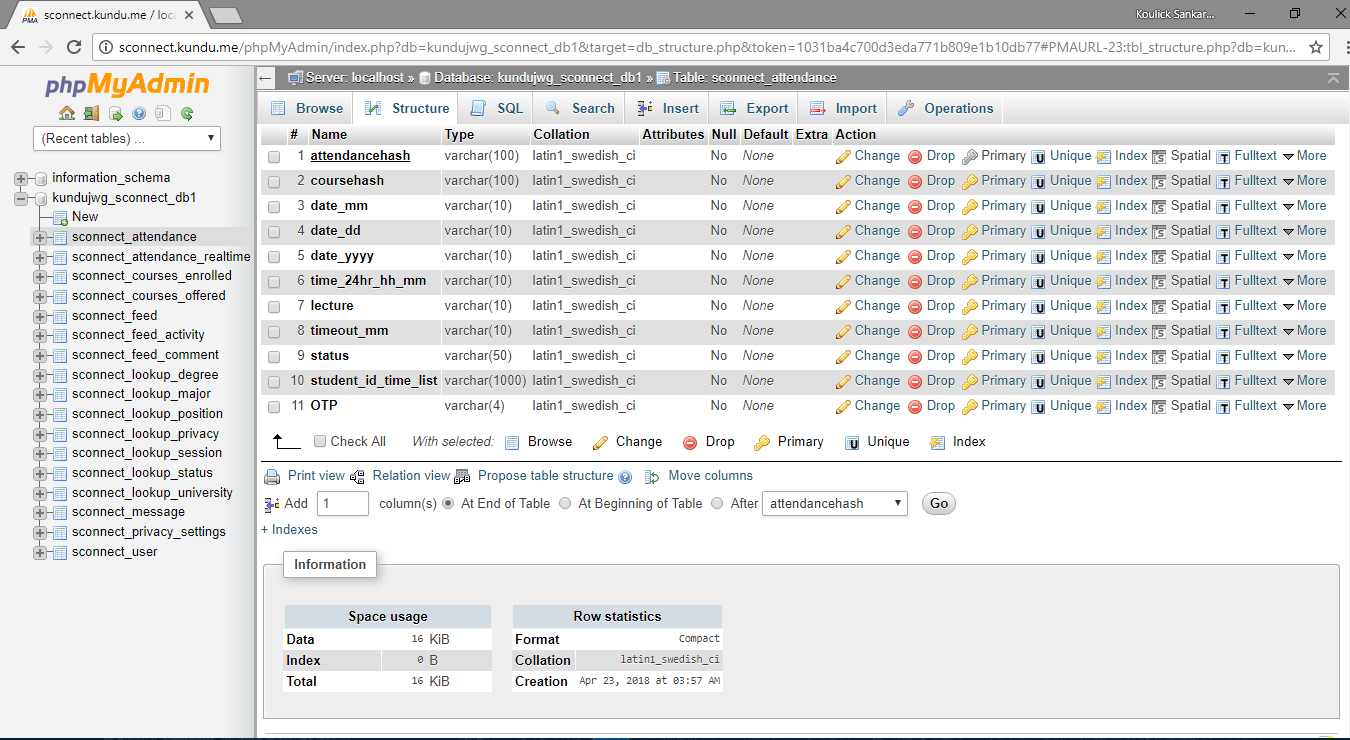 sconnect.kundu.me / loc
Koulick Sankar...
sconnect.kundu.me/phpMyAdmin/index.php?db=kundujwg_sconnect_db1&target=db_structure.php&token=1031ba4c700d3eda771b809e1b10db77#PMAURL-23:tbl_structure.php?db=kun...
phpMyAdmin
(Recent tables) ...
information_schema
kundujwg_sconnect_db1
New
sconnect_attendance
sconnect_attendance_realtime
sconnect_courses_enrolled
sconnect_courses_offered
sconnect_feed
sconnect_feed_activity
sconnect_feed_comment
sconnect_lookup_degree
sconnect_lookup_major
sconnect_lookup_position
sconnect_lookup_privacy
sconnect_lookup_session
sconnect_lookup_status
sconnect_lookup_university
sconnect_message
sconnect_privacy_settings
sconnect_user
Server: localhost » Database: kundujwg_sconnect_db1 » Table: sconnect_attendance
Browse Structure SQL Search Insert Export Import Operations
# Name Type Collation Attributes Null Default Extra Action
1 attendancehash varchar(100) latin1_swedish_ci No None Change Drop Primary Unique Index Spatial Fulltext More
2 coursehash varchar(100) latin1_swedish_ci No None Change Drop Primary Unique Index Spatial Fulltext More
3 date_mm varchar(10) latin1_swedish_ci No None Change Drop Primary Unique Index Spatial Fulltext More
4 date_dd varchar(10) latin1_swedish_ci No None Change Drop Primary Unique Index Spatial Fulltext More
5 date_yyyy varchar(10) latin1_swedish_ci No None Change Drop Primary Unique Index Spatial Fulltext More
6 time_24hr_hh_mm varchar(10) latin1_swedish_ci No None Change Drop Primary Unique Index Spatial Fulltext More
7 lecture varchar(10) latin1_swedish_ci No None Change Drop Primary Unique Index Spatial Fulltext More
8 timeout_mm varchar(10) latin1_swedish_ci No None Change Drop Primary Unique Index Spatial Fulltext More
9 status varchar(50) latin1_swedish_ci No None Change Drop Primary Unique Index Spatial Fulltext More
10 student_id_time_list varchar(1000) latin1_swedish_ci No None Change Drop Primary Unique Index Spatial Fulltext More
11 OTP varchar(4) latin1_swedish_ci No None Change Drop Primary Unique Index Spatial Fulltext More
Check All With selected: Browse Change Drop Primary Unique Index
Print view Relation view Propose table structure Move columns
Add 1 column(s) At End of Table At Beginning of Table After attendancehash Go
+ Indexes
Information
Space usage
Data 16 KiB
Index 0 B
Total 16 KiB
Row statistics
Format Compact
Collation latin1_swedish_ci
Creation Apr 23, 2018 at 03:57 AM